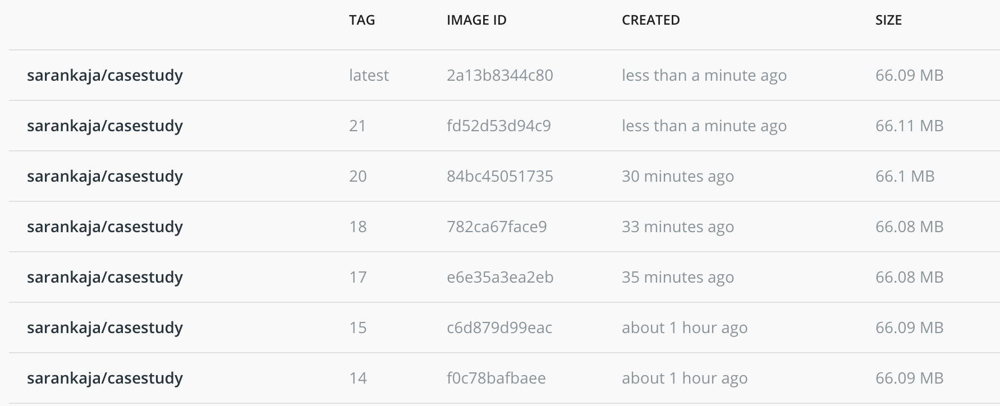 TAG IMAGE ID CREATED SIZE
sarankaja/casestudy latest 2a13b8344c80 less than a minute ago 66.09 MB
sarankaja/casestudy 21 fd52d53d94c9 less than a minute ago 66.11 MB
sarankaja/casestudy 20 84bc45051735 30 minutes ago 66.1 MB
sarankaja/casestudy 18 782ca67face9 33 minutes ago 66.08 MB
sarankaja/casestudy 17 e6e35a3ea2eb 35 minutes ago 66.08 MB
sarankaja/casestudy 15 c6d879d99eac about 1 hour ago 66.09 MB
sarankaja/casestudy 14 f0c78bafbaee about 1 hour ago 66.09 MB